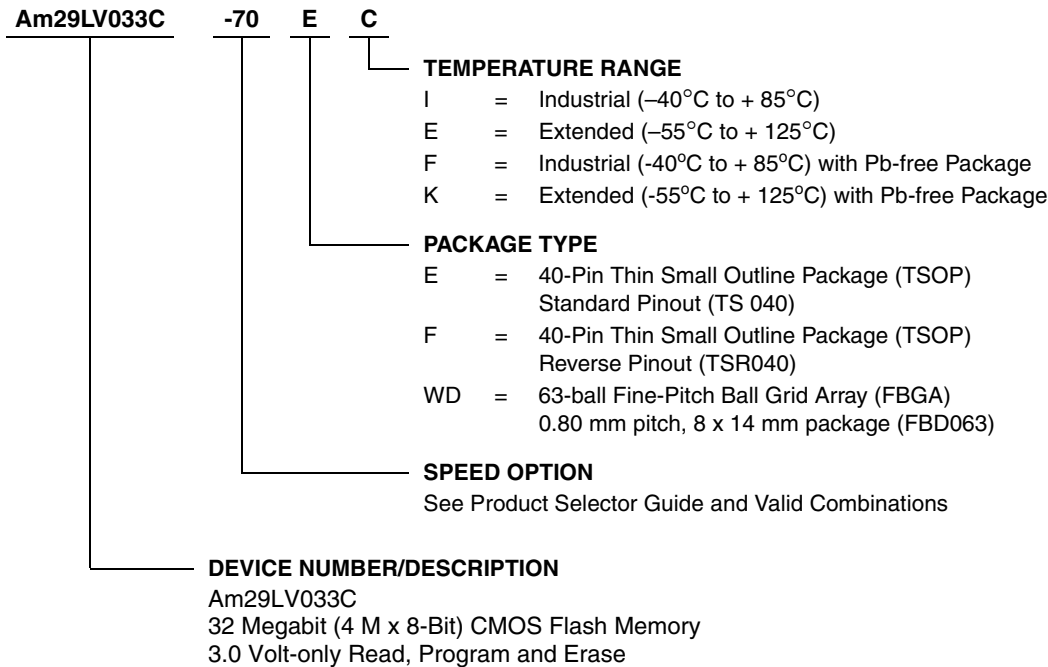 Am29LV033C -70 E C
TEMPERATURE RANGE
I = Industrial (–40°C to + 85°C)
E = Extended (–55°C to + 125°C)
F = Industrial (-40°C to + 85°C) with Pb-free Package
K = Extended (-55°C to + 125°C) with Pb-free Package
PACKAGE TYPE
E = 40-Pin Thin Small Outline Package (TSOP)
Standard Pinout (TS 040)
F = 40-Pin Thin Small Outline Package (TSOP)
Reverse Pinout (TSR040)
WD = 63-ball Fine-Pitch Ball Grid Array (FBGA)
0.80 mm pitch, 8 x 14 mm package (FBD063)
SPEED OPTION
See Product Selector Guide and Valid Combinations
DEVICE NUMBER/DESCRIPTION
Am29LV033C
32 Megabit (4 M x 8-Bit) CMOS Flash Memory
3.0 Volt-only Read, Program and Erase